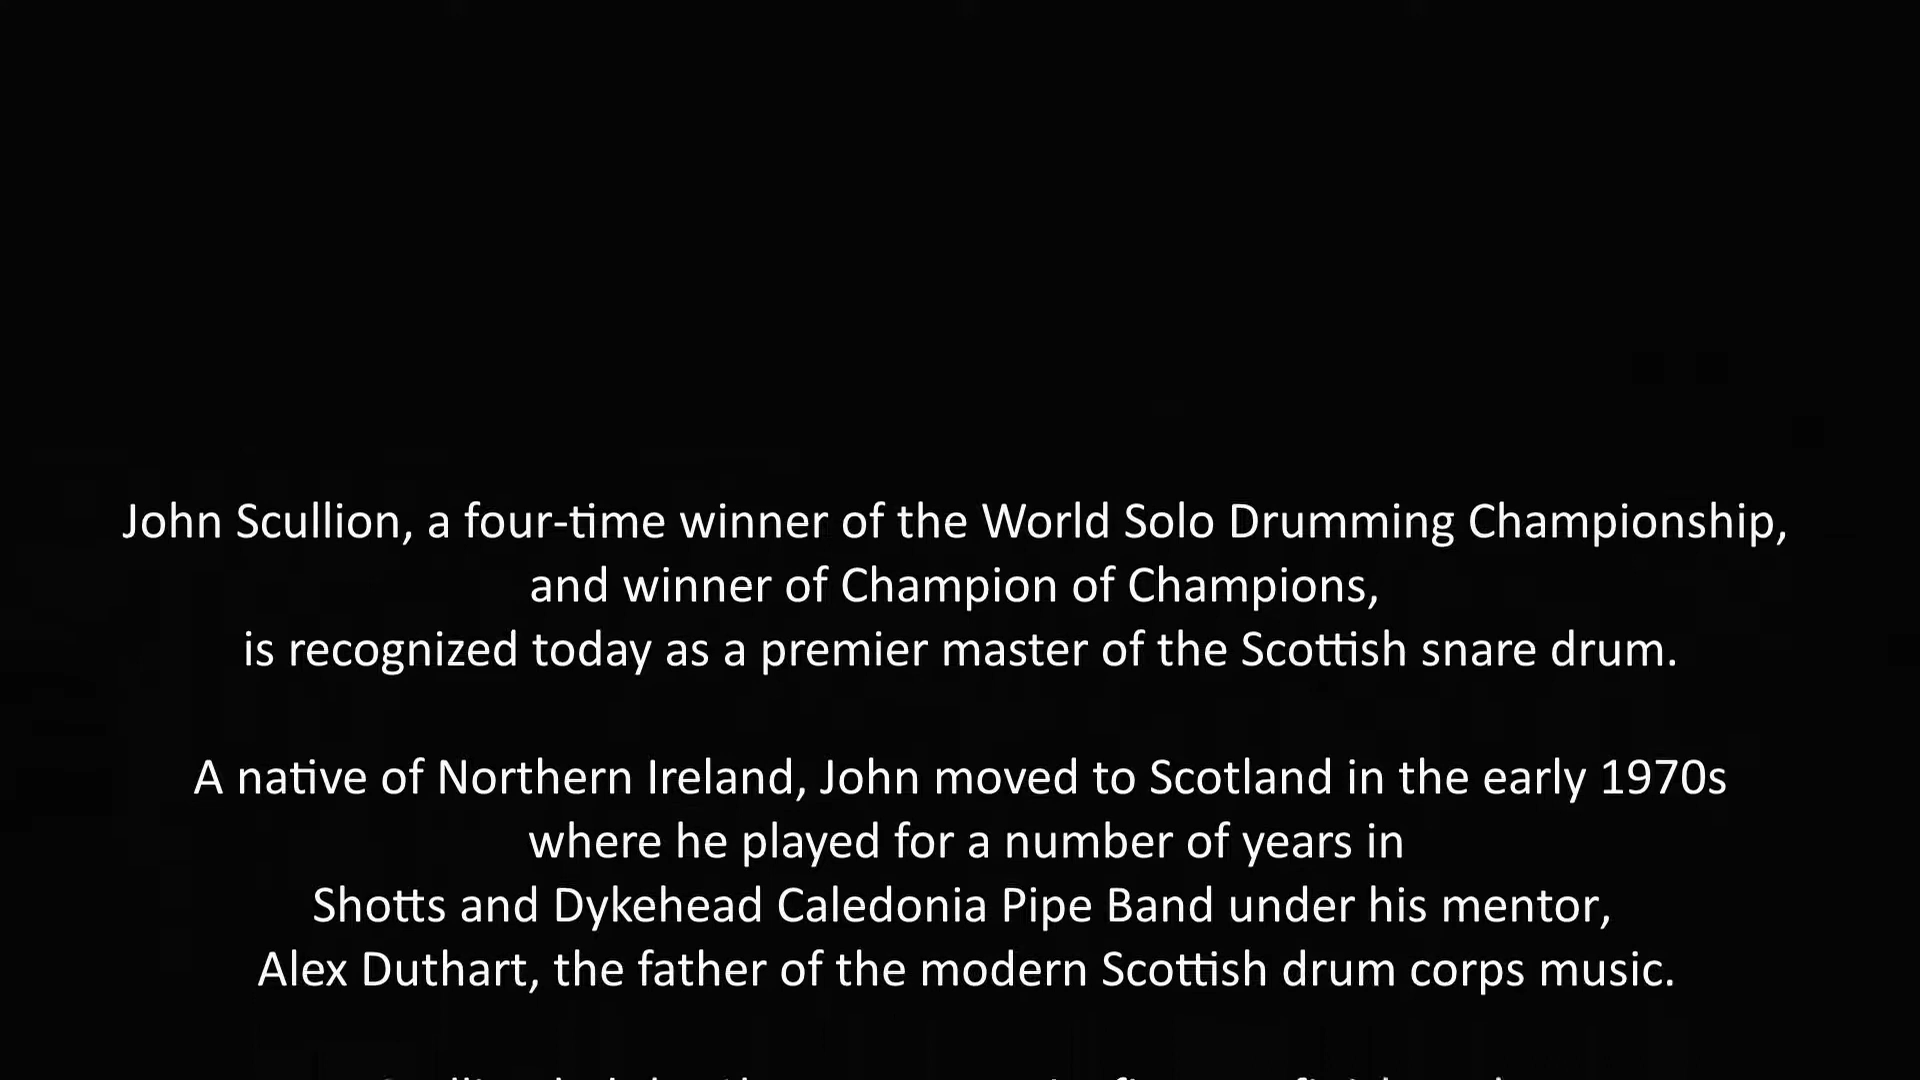 John Scullion, a four-time winner of the World Solo Drumming Championship,
and winner of Champion of Champions,
is recognized today as a premier master of the Scottish snare drum.
A native of Northern Ireland, John moved to Scotland in the early 1970s
where he played for a number of years in
Shotts and Dykehead Caledonia Pipe Band under his mentor,
Alex Duthart, the father of the modern Scottish drum corps music.